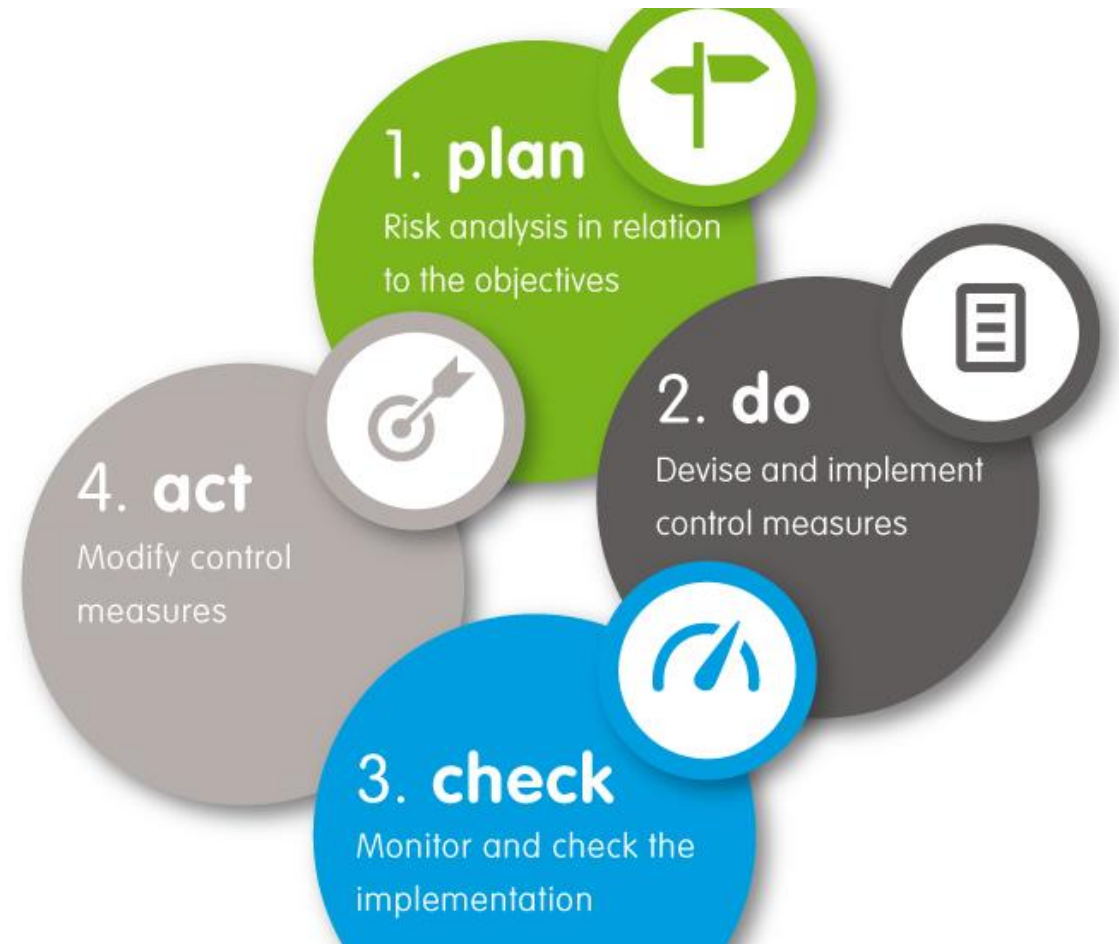 1. plan
Risk analysis in relation
to the objectives
2. do
Devise and implement
control measures
3. check
Monitor and check the
implementation
4. act
Modify control
measures